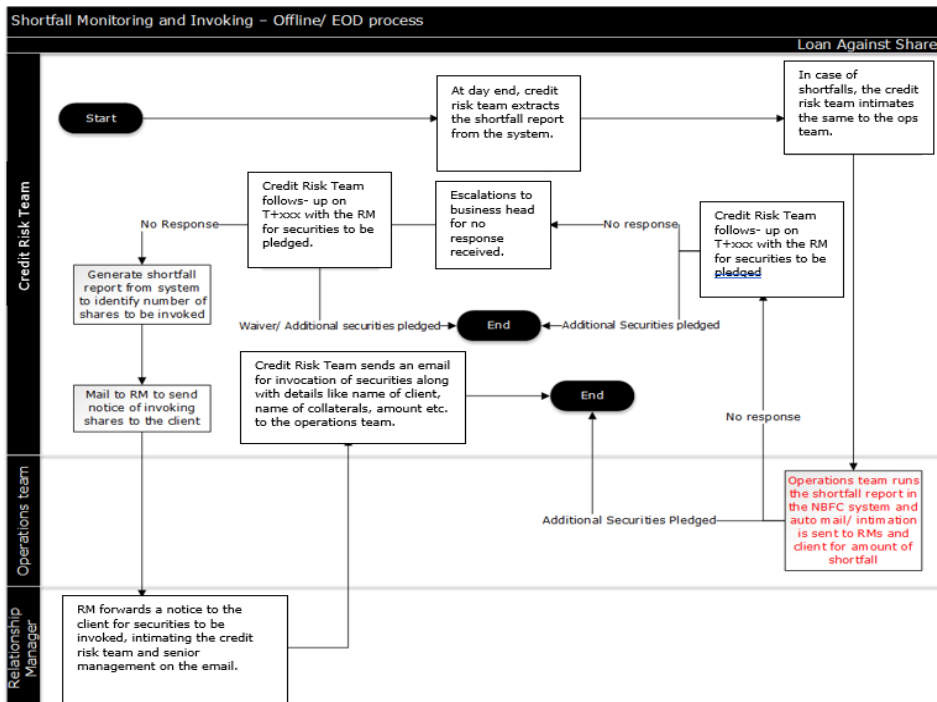 Shortfall Monitoring and Invoking – Offline/ EOD process
Loan Against Share
Credit Risk Team
Start
At day end, credit
risk team extracts
the shortfall report
from the system.
In case of
shortfalls, the credit
risk team intimates
the same to the ops
team.
Credit Risk Team
follows- up on
T+xxx with the RM
for securities to be
pledged.
Escalations to
business head
for no
response
received.
Credit Risk Team
follows- up on
T+xxx with the RM
for securities to be
pledged
No Response
No response
Generate shortfall
report from system
to identify number of
shares to be invoked
Waiver/ Additional securities pledged
End
Additional Securities pledged
Credit Risk Team sends an email
for invocation of securities along
with details like name of client,
name of collaterals, amount etc.
to the operations team.
End
Mail to RM to send
notice of invoking
shares to the client
No response
Operations team
Operations team runs
the shortfall report in
the NBFC system and
auto mail/ intimation
is sent to RMs and
client for amount of
shortfall
Additional Securities Pledged
Relationship
Manager
RM forwards a notice to the
client for securities to be
invoked, intimating the credit
risk team and senior
management on the email.